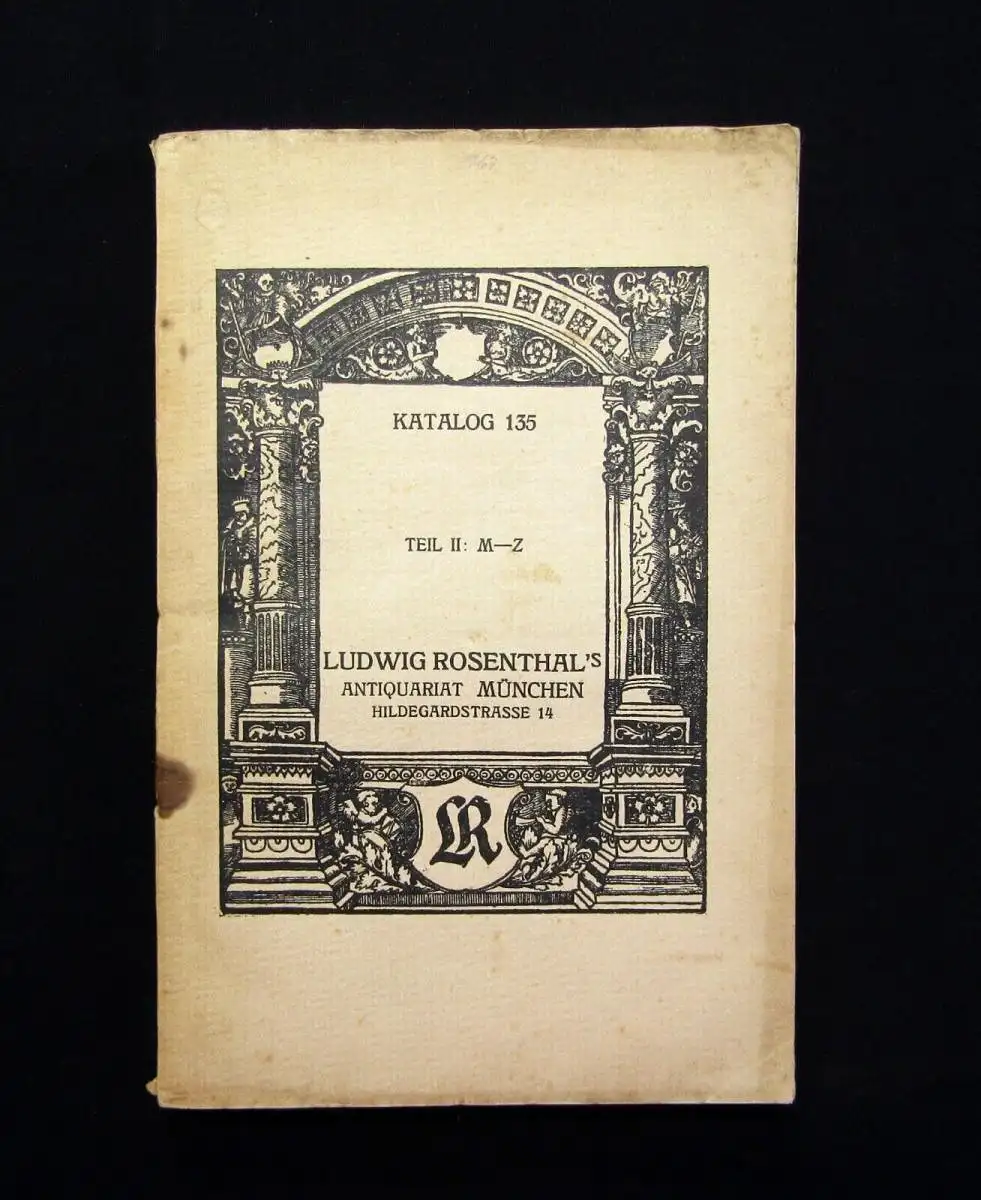 KATALOG 135
TEIL II: M—Z
LUDWIG ROSENTHAL'S
ANTIQUARIAT MÜNCHEN
HILDEGARDSTRASSE 14
LR